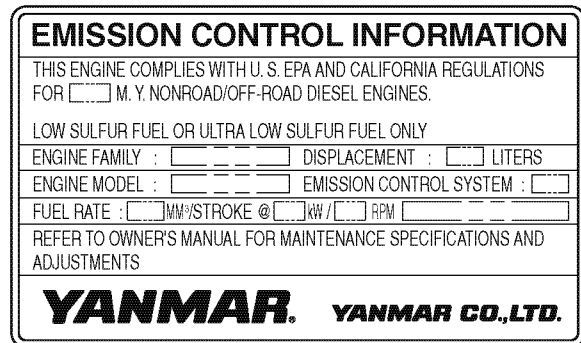 EMISSION CONTROL INFORMATION
THIS ENGINE COMPLIES WITH U. S. EPA AND CALIFORNIA REGULATIONS
FOR M. Y. NONROAD/OFF-ROAD DIESEL ENGINES.
LOW SULFUR FUEL OR ULTRA LOW SULFUR FUEL ONLY
ENGINE FAMILY : DISPLACEMENT : LITERS
ENGINE MODEL : EMISSION CONTROL SYSTEM :
FUEL RATE : MM³/STROKE @ kW / RPM
REFER TO OWNER'S MANUAL FOR MAINTENANCE SPECIFICATIONS AND
ADJUSTMENTS
YANMAR. YANMAR CO.,LTD.